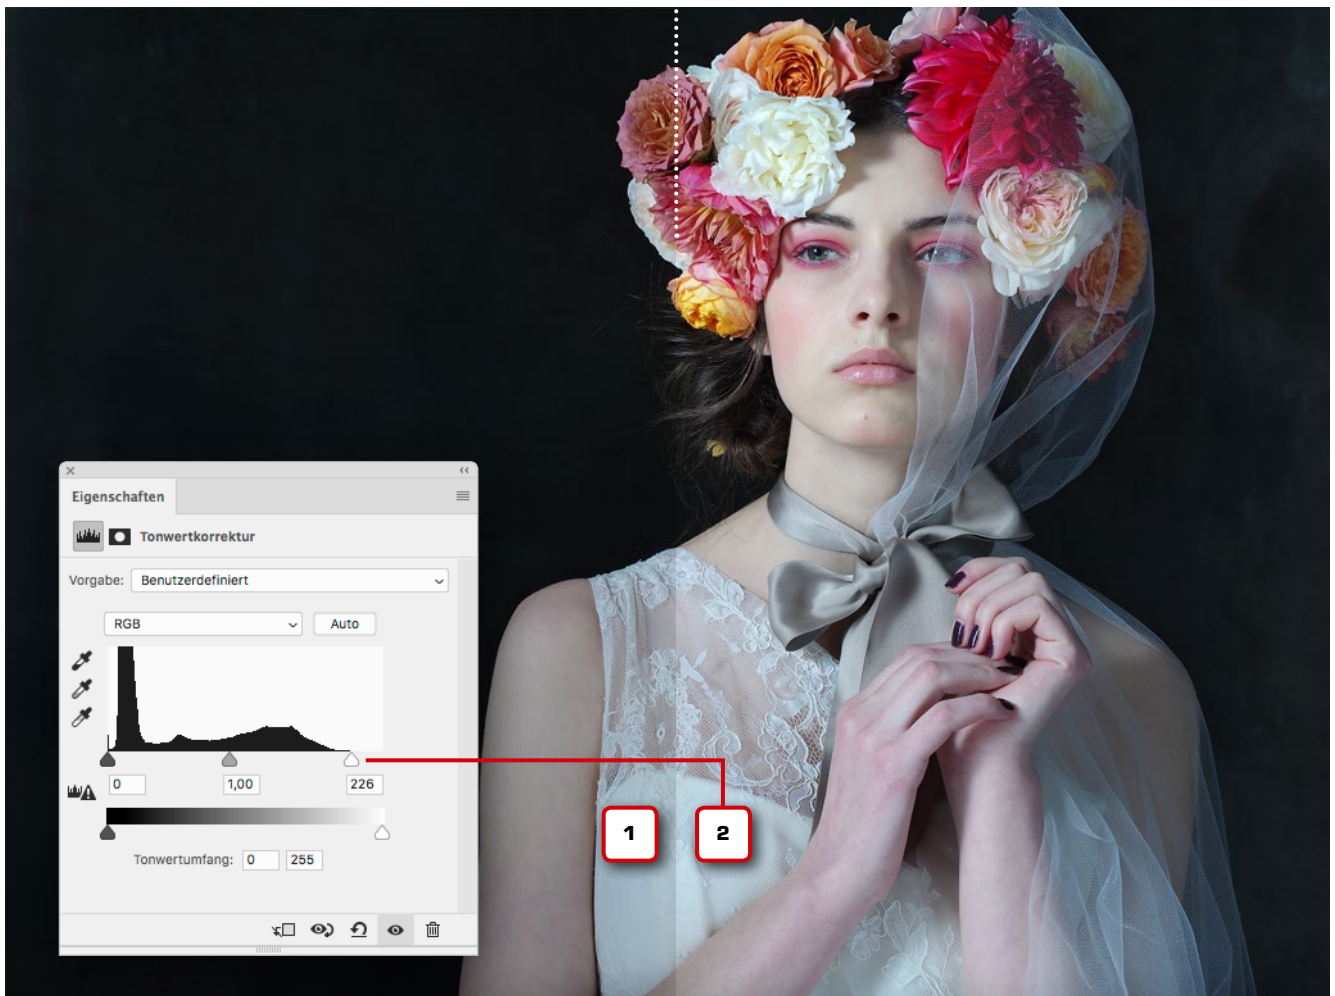 Eigenschaften
Tonwertkorrektur
Vorgabe: Benutzerdefiniert
RGB Auto
0 1,00 226
Tonwertumfang: 0 255
1 2